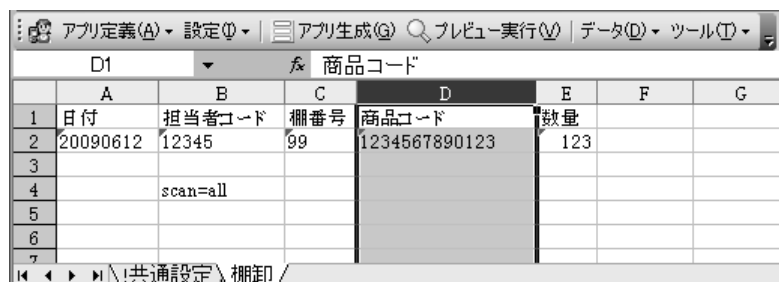 アプリ定義(A) 設定(I) アプリ生成(G) プレビュー実行(V) データ(D) ツール(T)
D1 fx 商品コード
A B C D E F G
1 日付 担当者コード 棚番号 商品コード 数量
2 20090612 12345 99 1234567890123 123
3
4 scan=all
5
6
7
!共通設定 棚卸